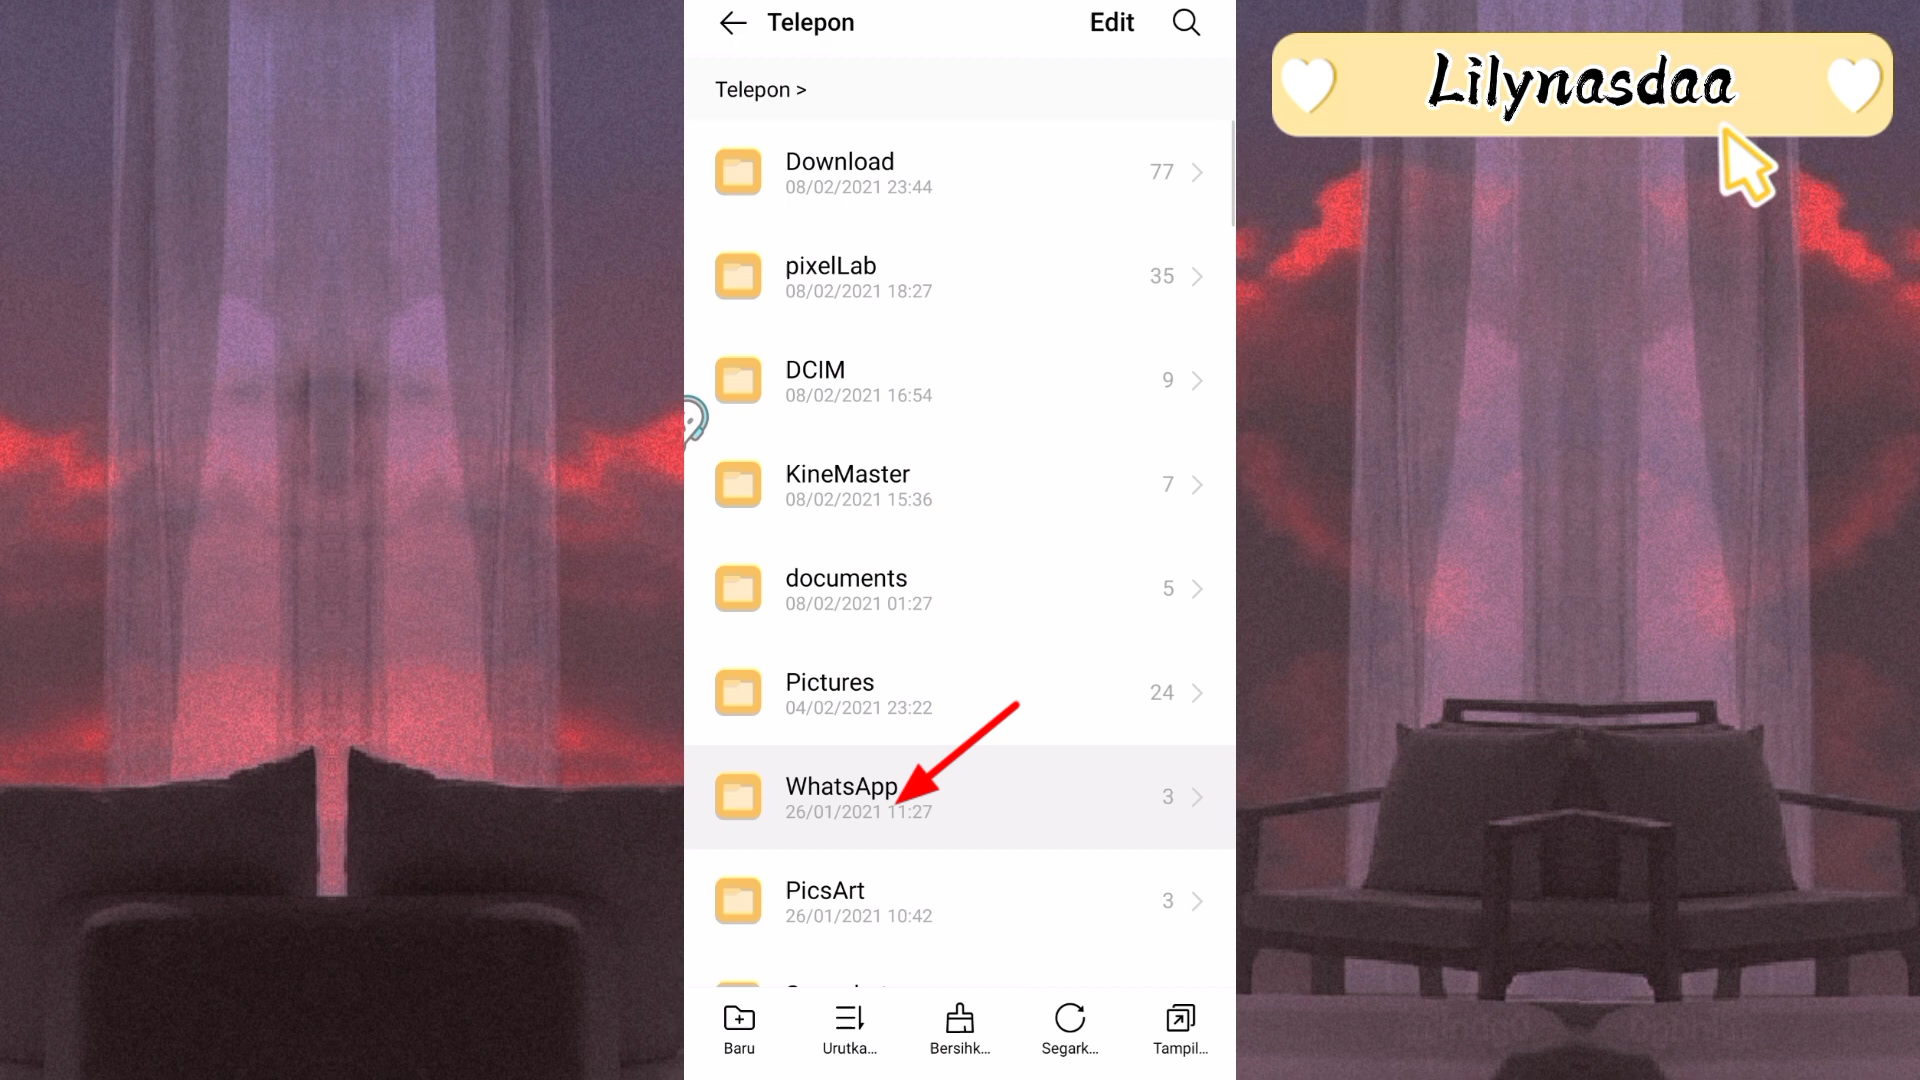 Telepon
Edit
Lilynasdaa
Telepon >
Download
08/02/2021 23:44
77
pixelLab
08/02/2021 18:27
35
DCIM
08/02/2021 16:54
9
KineMaster
08/02/2021 15:36
7
documents
08/02/2021 01:27
5
Pictures
04/02/2021 23:22
24
WhatsApp
26/01/2021 11:27
3
PicsArt
26/01/2021 10:42
3
Baru
Urutka...
Bersihk...
Segark...
Tampil...